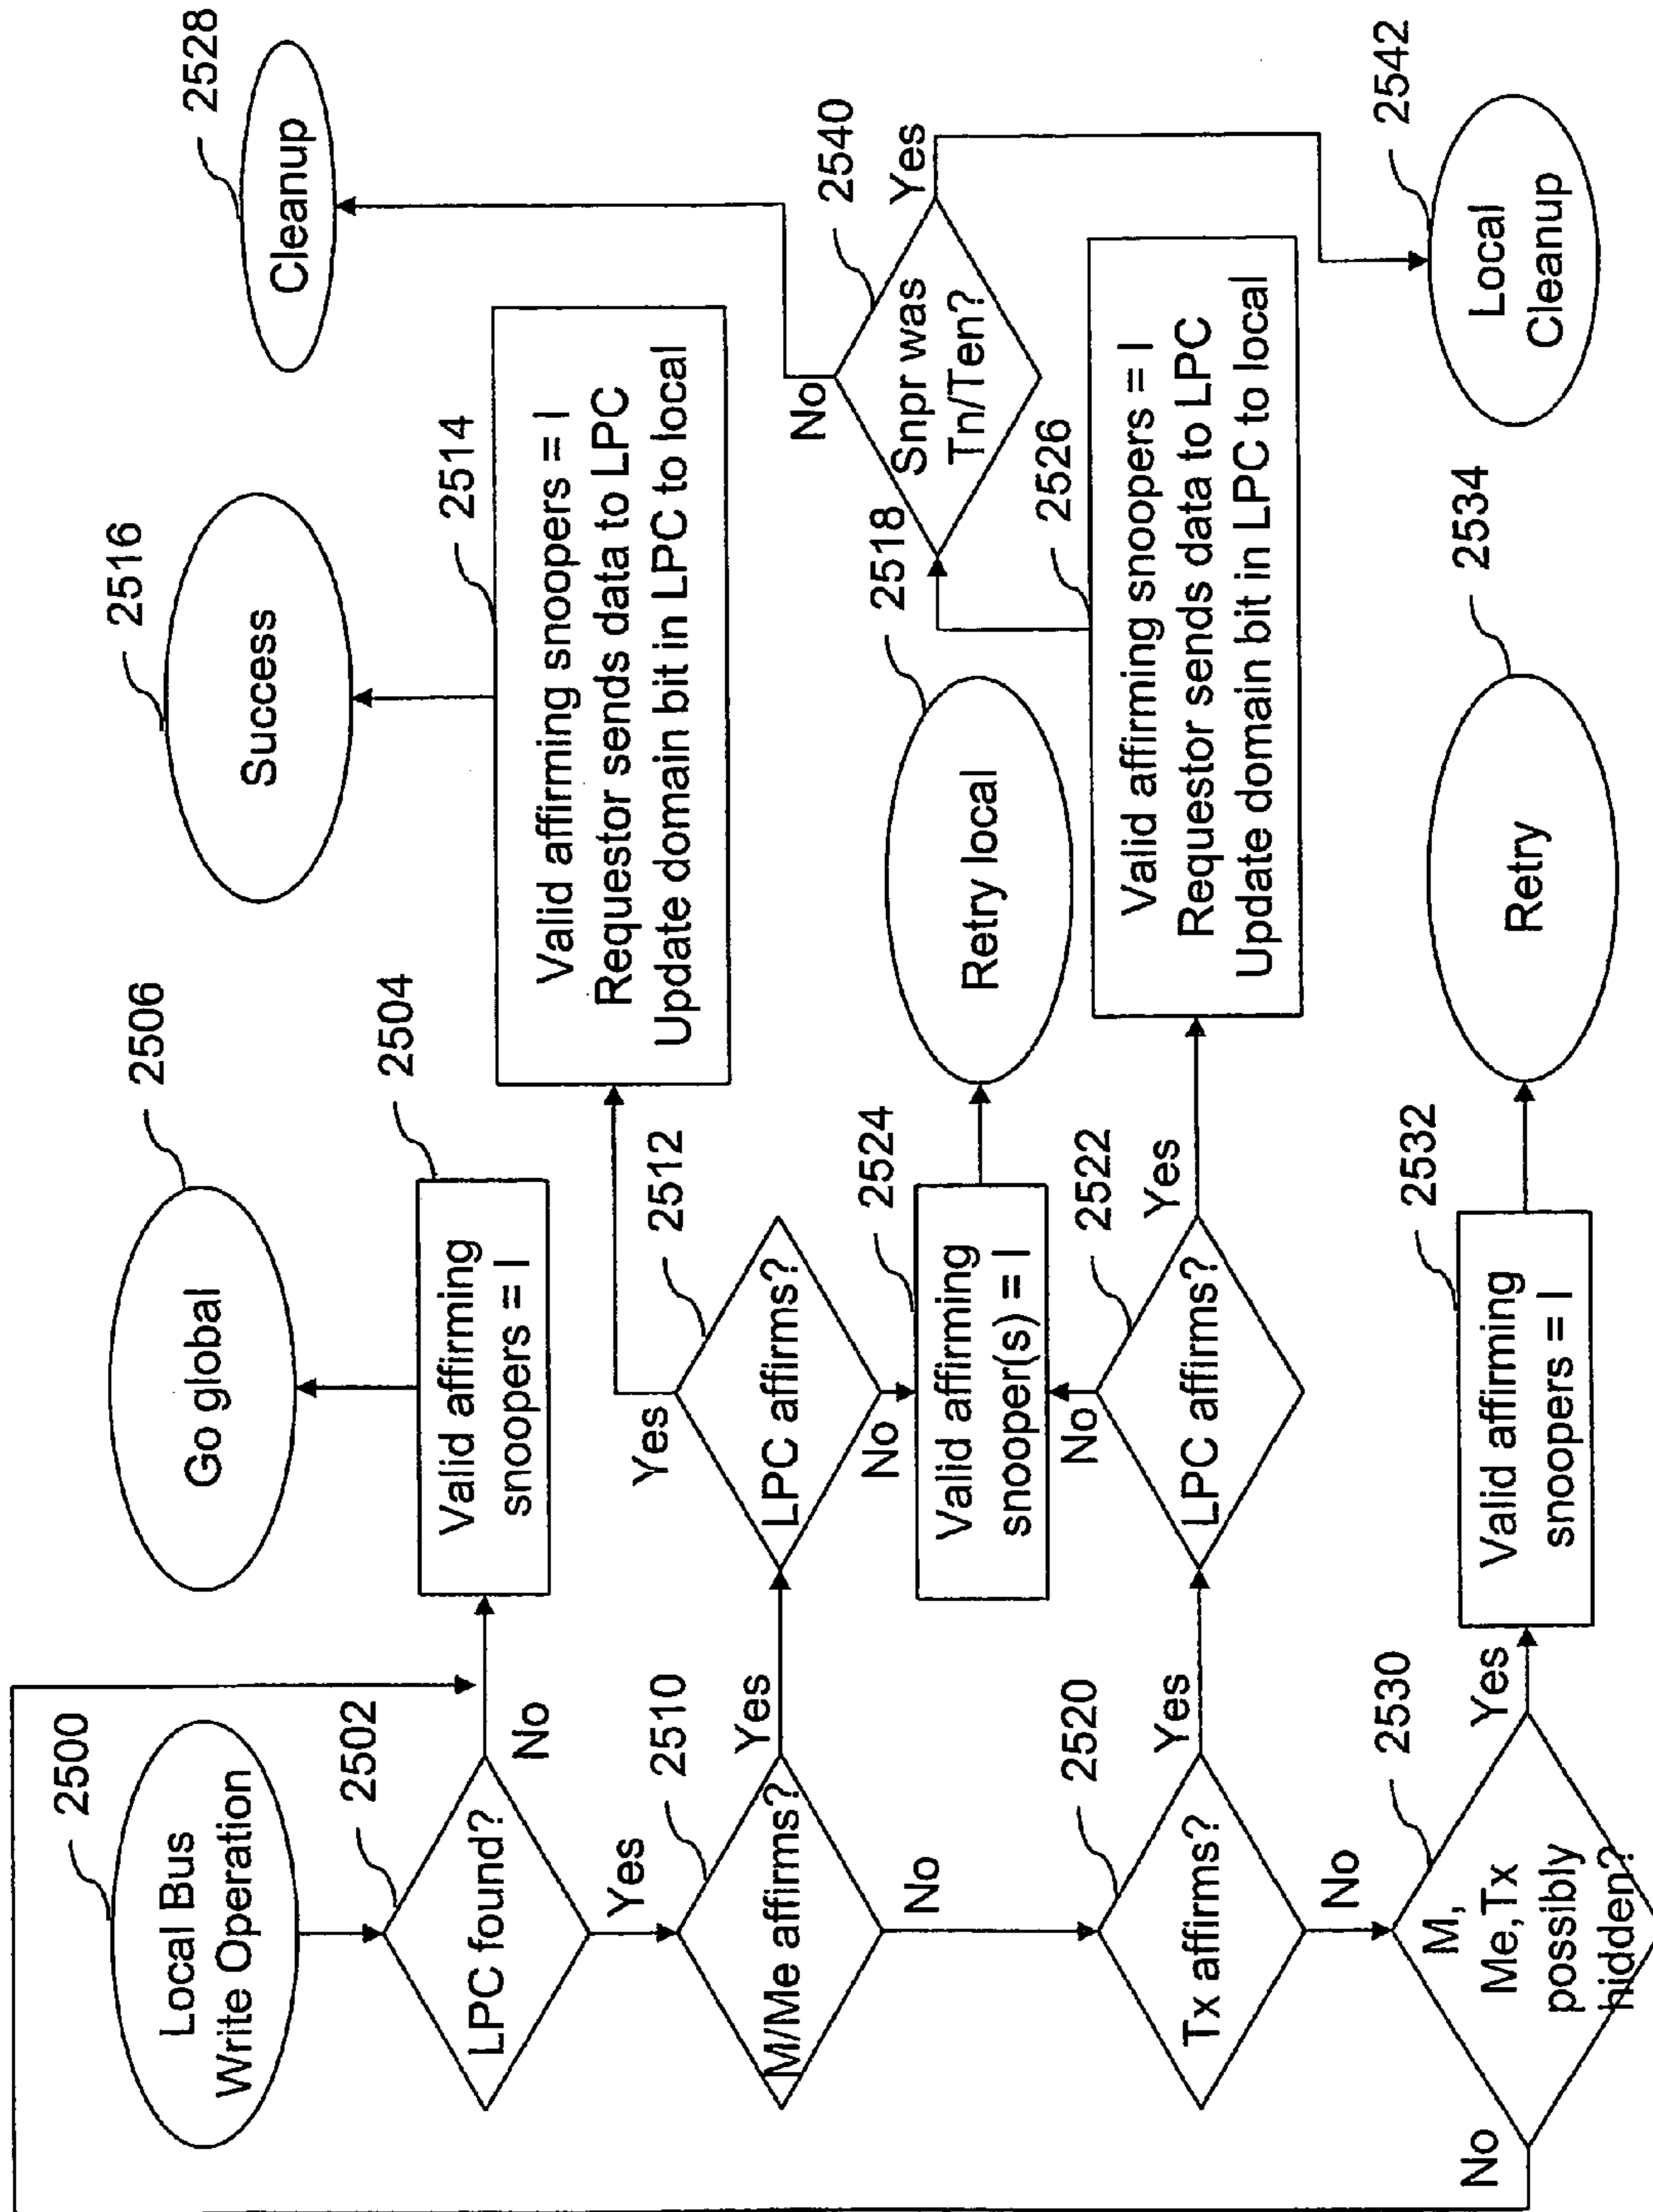 2500
Local Bus
Write Operation
2502
LPC found?
No
Yes
2504
Valid affirming
snoopers = I
2506
Go global
2510
M/Me affirms?
Yes
No
2512
LPC affirms?
Yes
No
2514
Valid affirming snoopers = I
Requestor sends data to LPC
Update domain bit in LPC to local
2516
Success
2520
Tx affirms?
Yes
No
2522
LPC affirms?
No
Yes
2524
Valid affirming
snooper(s) = I
2518
Retry local
2526
Valid affirming snoopers = I
Requestor sends data to LPC
Update domain bit in LPC to local
2540
Snpr was
Tn/Ten?
No
Yes
2528
Cleanup
2542
Local
Cleanup
2530
M,
Me,Tx
possibly
hidden?
No
Yes
2532
Valid affirming
snoopers = I
2534
Retry